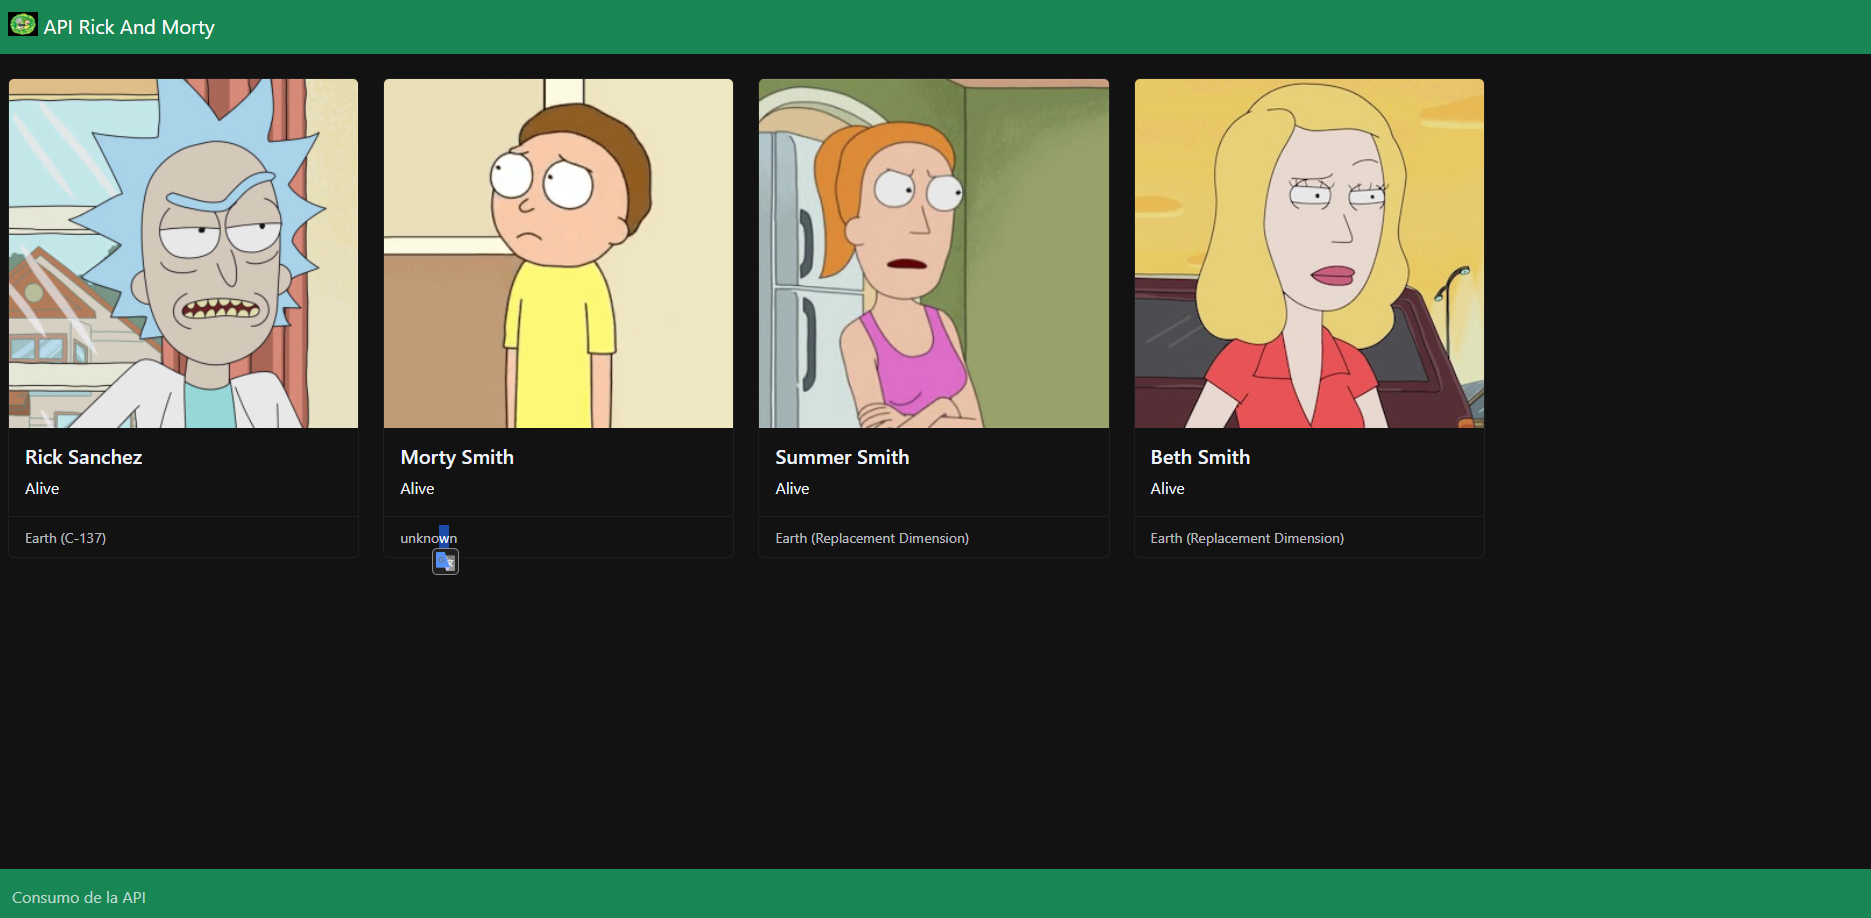 API Rick And Morty
Rick Sanchez
Alive
Earth (C-137)
Morty Smith
Alive
unknown
Summer Smith
Alive
Earth (Replacement Dimension)
Beth Smith
Alive
Earth (Replacement Dimension)
Consumo de la API